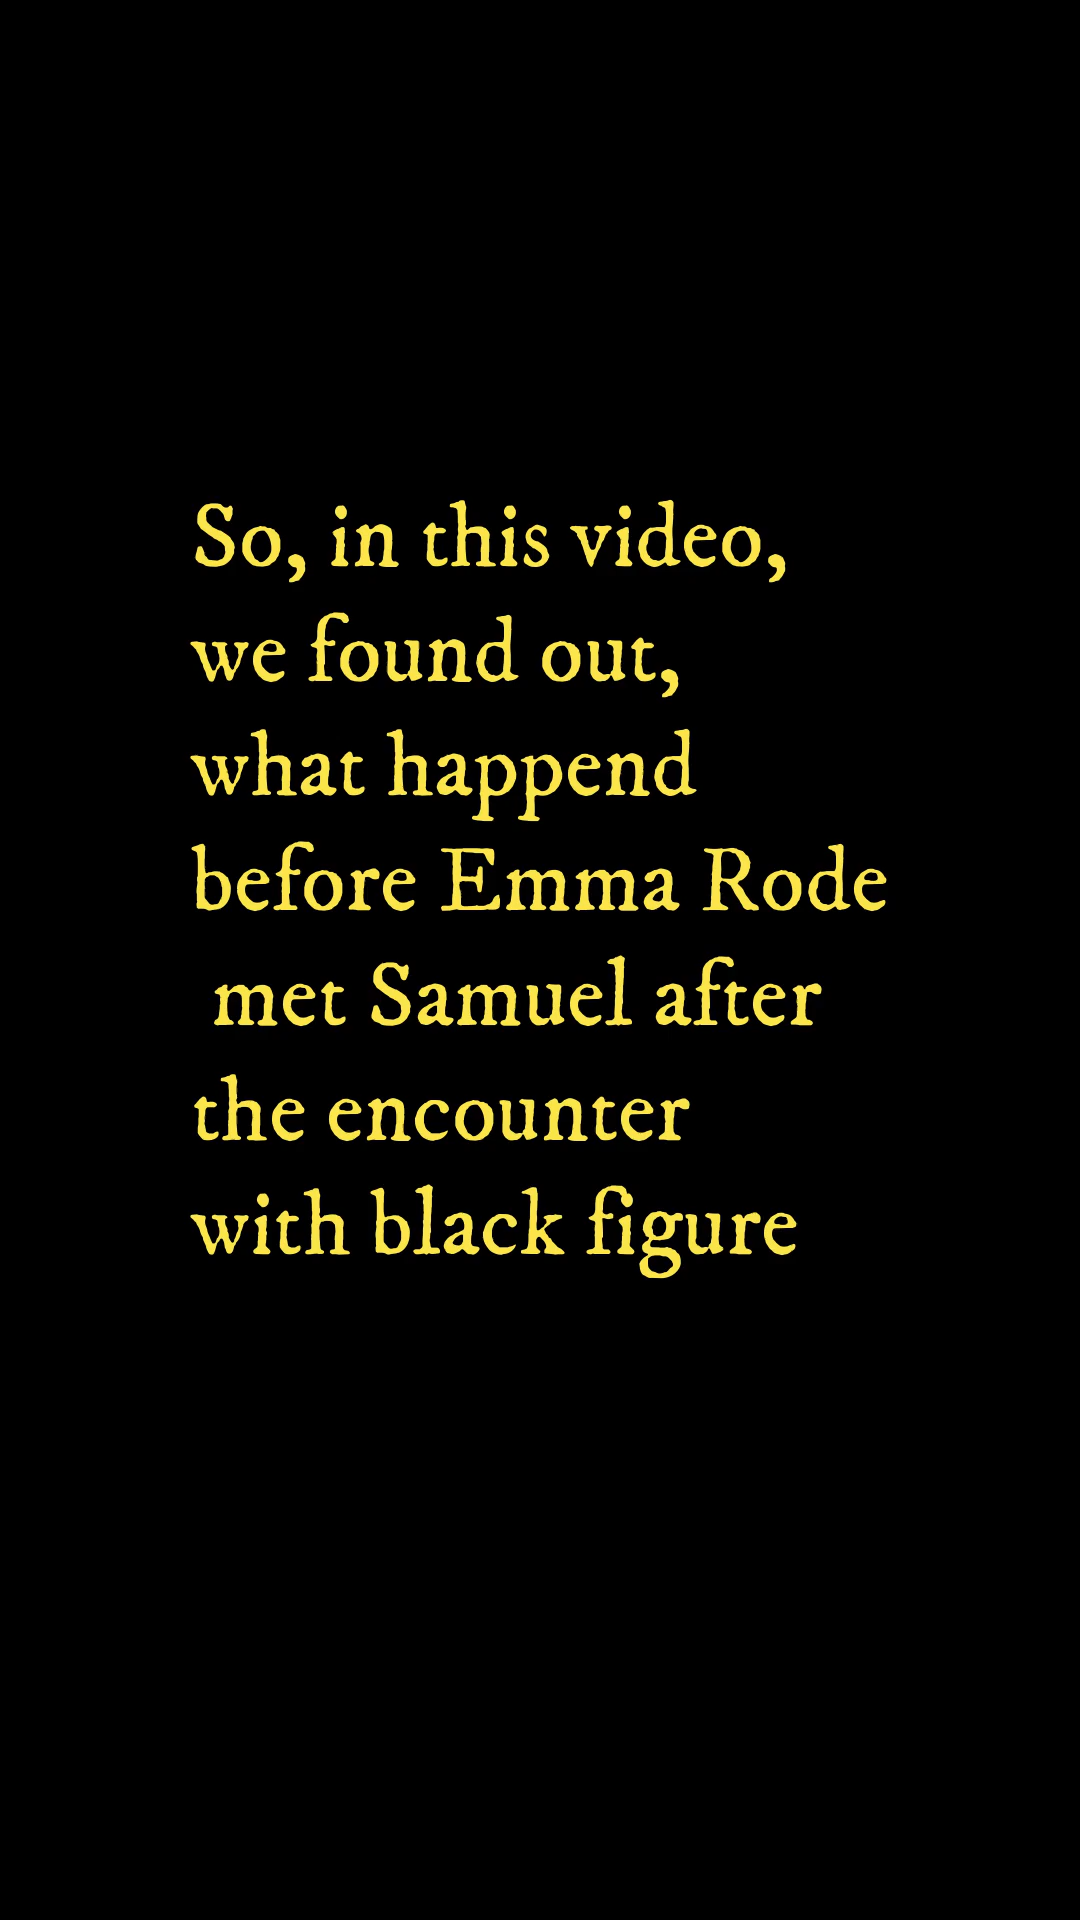 So, in this video,
we found out,
what happend
before Emma Rode
met Samuel after
the encounter
with black figure